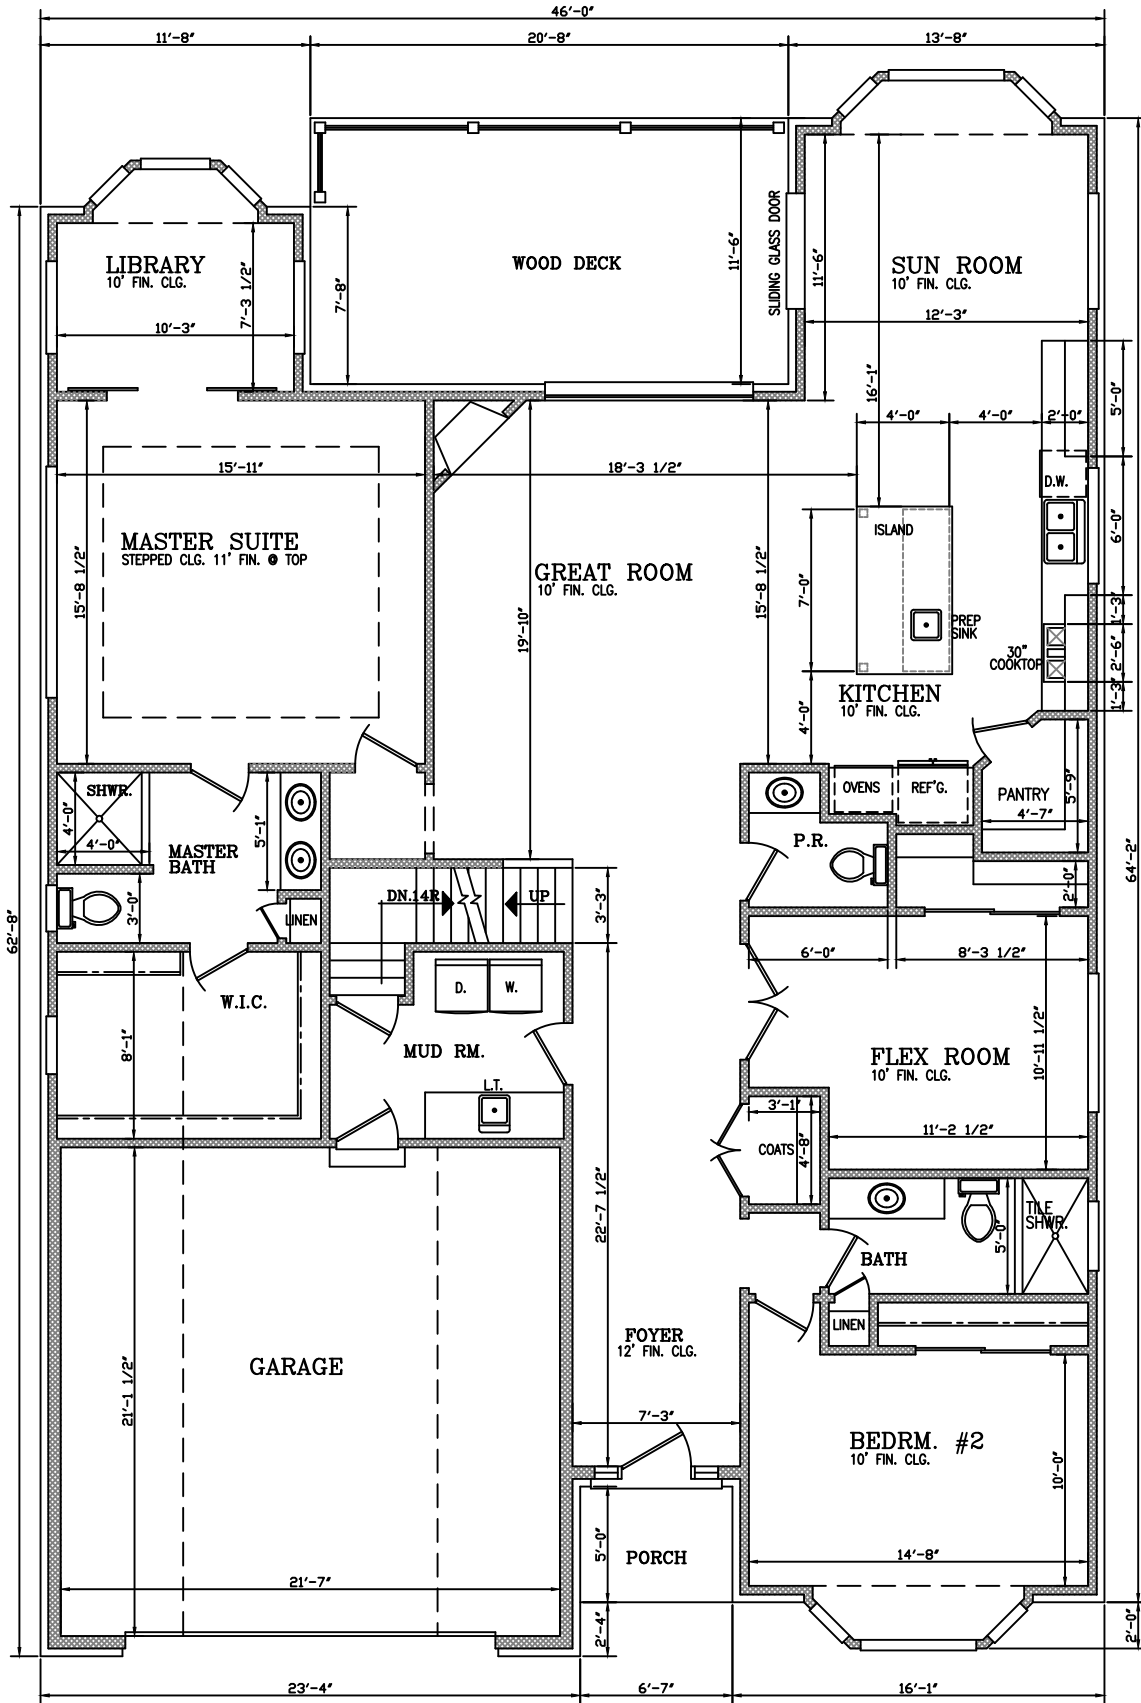 46'-0"
11'-8"
20'-8"
13'-8"
LIBRARY
10' FIN. CLG.
10'-3"
7'-3 1/2"
7'-8"
WOOD DECK
11'-6"
SLIDING GLASS DOOR
11'-6"
SUN ROOM
10' FIN. CLG.
12'-3"
16'-1"
5'-0"
4'-0"
4'-0"
2'-0"
15'-11"
18'-3 1/2"
MASTER SUITE
STEPPED CLG. 11' FIN. @ TOP
15'-8 1/2"
GREAT ROOM
10' FIN. CLG.
19'-10"
15'-8 1/2"
ISLAND
7'-0"
PREP
SINK
D.W.
6'-0"
1'-3"
30"
COOKTOP
2'-6"
1'-3"
KITCHEN
10' FIN. CLG.
4'-0"
SHWR.
4'-0"
4'-0"
MASTER
BATH
5'-1"
3'-0"
LINEN
OVENS
REF'G.
PANTRY
4'-7"
5'-9"
P.R.
2'-0"
64'-2"
62'-8"
DN.14R
UP
3'-3"
6'-0"
8'-3 1/2"
W.I.C.
8'-1"
D.
W.
MUD RM.
L.T.
FLEX ROOM
10' FIN. CLG.
10'-11 1/2"
11'-2 1/2"
3'-1"
COATS
4'-8"
22'-7 1/2"
TILE
SHWR.
5'-0"
BATH
LINEN
FOYER
12' FIN. CLG.
7'-3"
GARAGE
21'-1 1/2"
21'-7"
BEDRM. #2
10' FIN. CLG.
10'-0"
14'-8"
PORCH
5'-0"
2'-4"
2'-0"
23'-4"
6'-7"
16'-1"